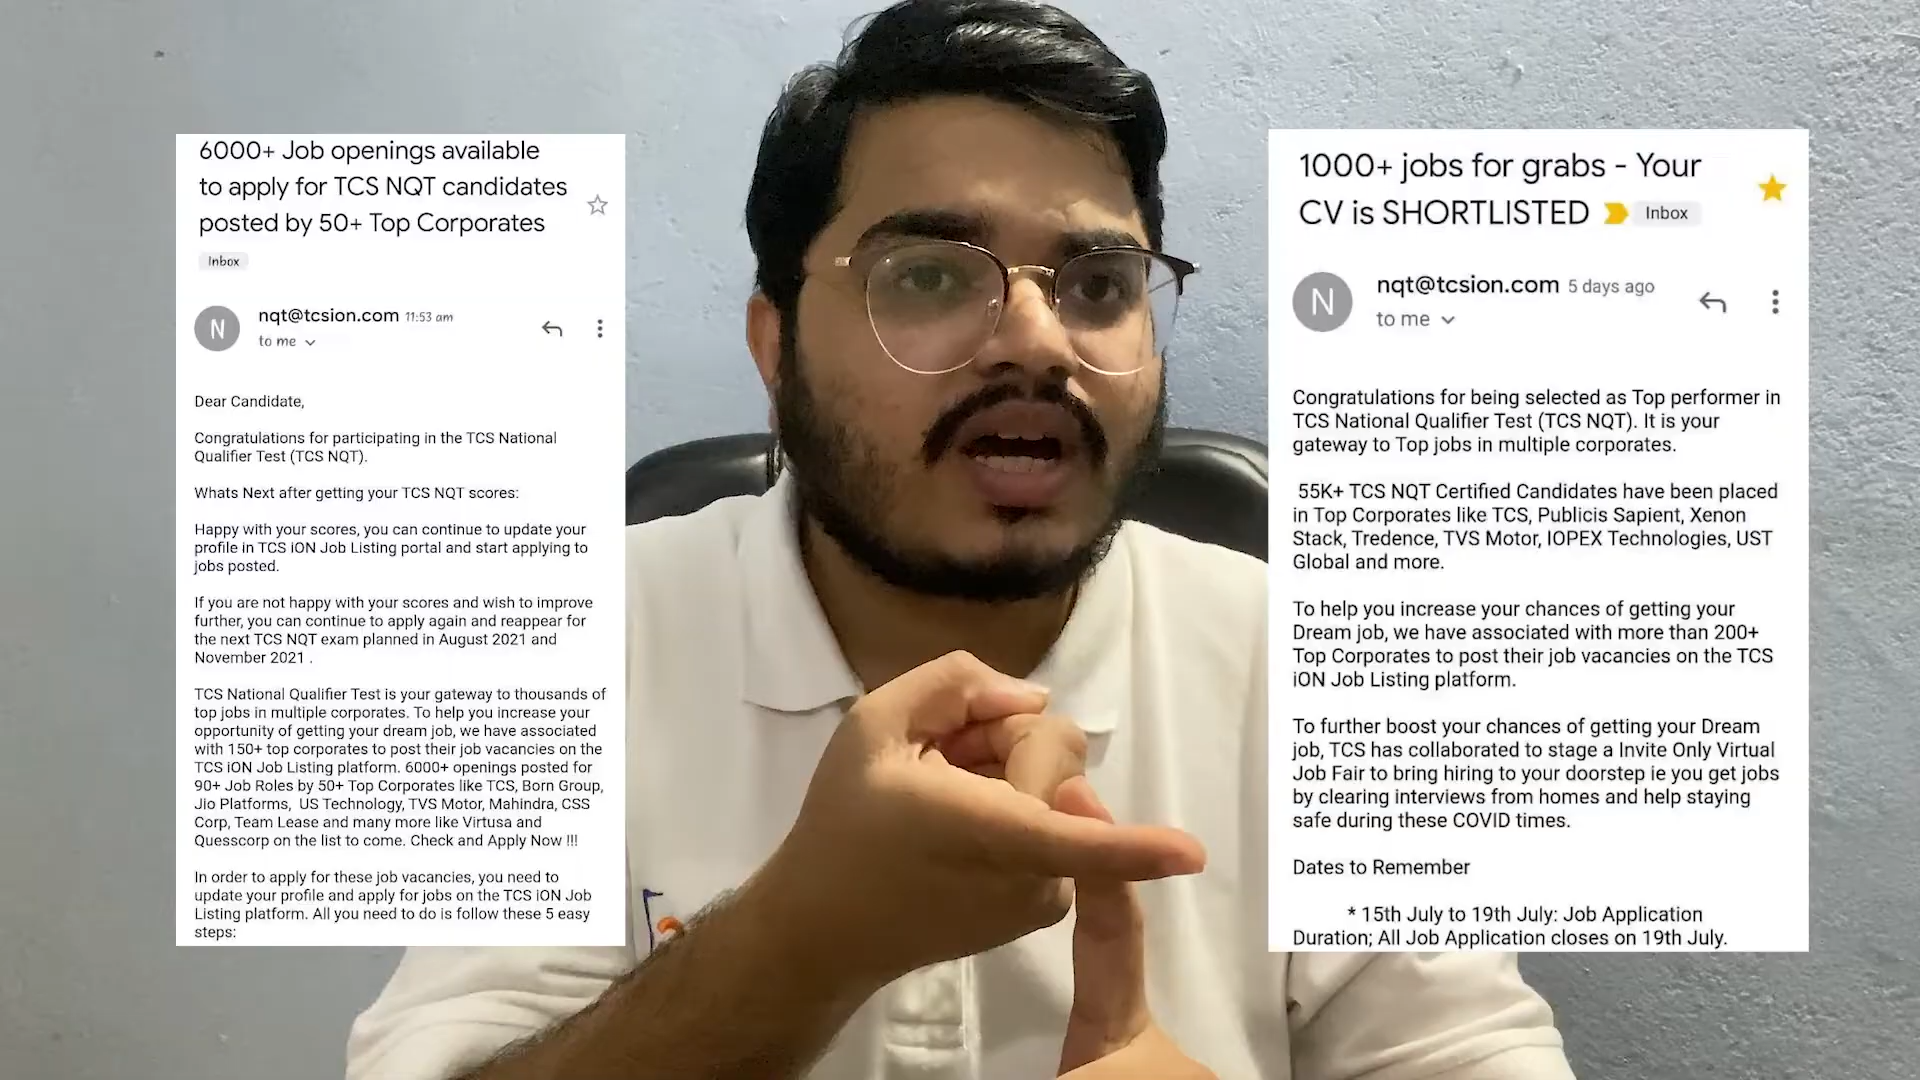 6000+ Job openings available
to apply for TCS NQT candidates
posted by 50+ Top Corporates
Inbox
N
nqt@tcsion.com 11:53 am
to me
Dear Candidate,
Congratulations for participating in the TCS National
Qualifier Test (TCS NQT).
Whats Next after getting your TCS NQT scores:
Happy with your scores, you can continue to update your
profile in TCS iON Job Listing portal and start applying to
jobs posted.
If you are not happy with your scores and wish to improve
further, you can continue to apply again and reappear for
the next TCS NQT exam planned in August 2021 and
November 2021 .
TCS National Qualifier Test is your gateway to thousands of
top jobs in multiple corporates. To help you increase your
opportunity of getting your dream job, we have associated
with 150+ top corporates to post their job vacancies on the
TCS iON Job Listing platform. 6000+ openings posted for
90+ Job Roles by 50+ Top Corporates like TCS, Born Group,
Jio Platforms, US Technology, TVS Motor, Mahindra, CSS
Corp, Team Lease and many more like Virtusa and
Quesscorp on the list to come. Check and Apply Now !!!
In order to apply for these job vacancies, you need to
update your profile and apply for jobs on the TCS iON Job
Listing platform. All you need to do is follow these 5 easy
steps:
1000+ jobs for grabs - Your
CV is SHORTLISTED Inbox
N
nqt@tcsion.com 5 days ago
to me
Congratulations for being selected as Top performer in
TCS National Qualifier Test (TCS NQT). It is your
gateway to Top jobs in multiple corporates.
55K+ TCS NQT Certified Candidates have been placed
in Top Corporates like TCS, Publicis Sapient, Xenon
Stack, Tredence, TVS Motor, IOPEX Technologies, UST
Global and more.
To help you increase your chances of getting your
Dream job, we have associated with more than 200+
Top Corporates to post their job vacancies on the TCS
iON Job Listing platform.
To further boost your chances of getting your Dream
job, TCS has collaborated to stage a Invite Only Virtual
Job Fair to bring hiring to your doorstep ie you get jobs
by clearing interviews from homes and help staying
safe during these COVID times.
Dates to Remember
* 15th July to 19th July: Job Application
Duration; All Job Application closes on 19th July.